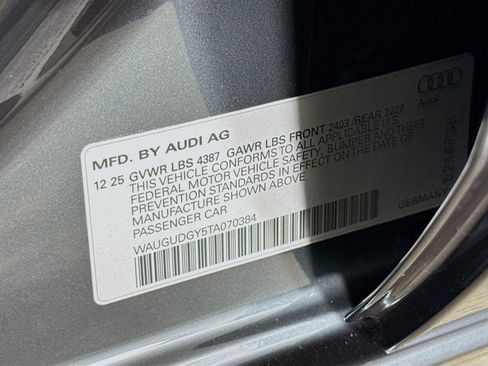 MFD. BY AUDI AG
Audi
12 25 GVWR LBS 4387 GAWR LBS FRONT 2403 /REAR 2227
THIS VEHICLE CONFORMS TO ALL APPLICABLE U.S.
FEDERAL MOTOR VEHICLE SAFETY, BUMPER AND THEFT
PREVENTION STANDARDS IN EFFECT ON THE DATE OF
MANUFACTURE SHOWN ABOVE
PASSENGER CAR
WAUGUDGY5TA070384
GERMANY